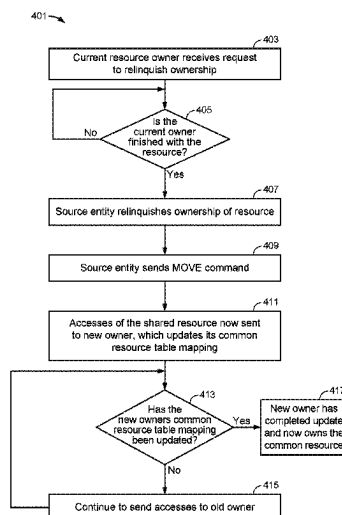 401
403
Current resource owner receives request
to relinquish ownership
405
Is the
current owner
finished with the
resource?
No
Yes
407
Source entity relinquishes ownership of resource
409
Source entity sends MOVE command
411
Accesses of the shared resource now sent
to new owner, which updates its common
resource table mapping
413
Has the
new owners common
resource table mapping
been updated?
Yes
417
New owner has
completed update
and now owns the
common resource
No
415
Continue to send accesses to old owner